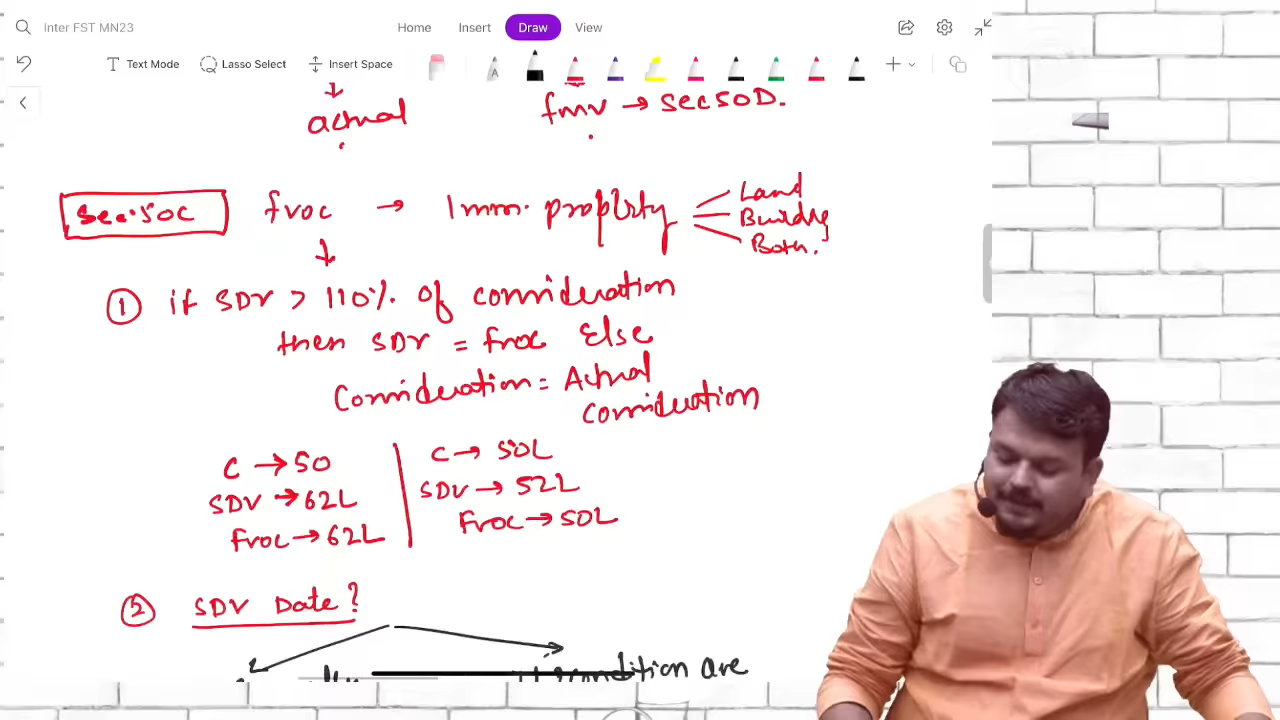 Inter FST MN23
Home Insert Draw View
Text Mode Lasso Select Insert Space
actual
fmv → sec 50D.
Sec. 50C
fvoc → Imm. property
Land
Building
Both.
① if SDV > 110% of consideration
then SDV = fvoc Else
Consideration = Actual
consideration
C → 50
SDV → 62L
fvoc → 62L
C → 50L
SDV → 52L
fvoc → 50L
② SDV Date ?
condition are